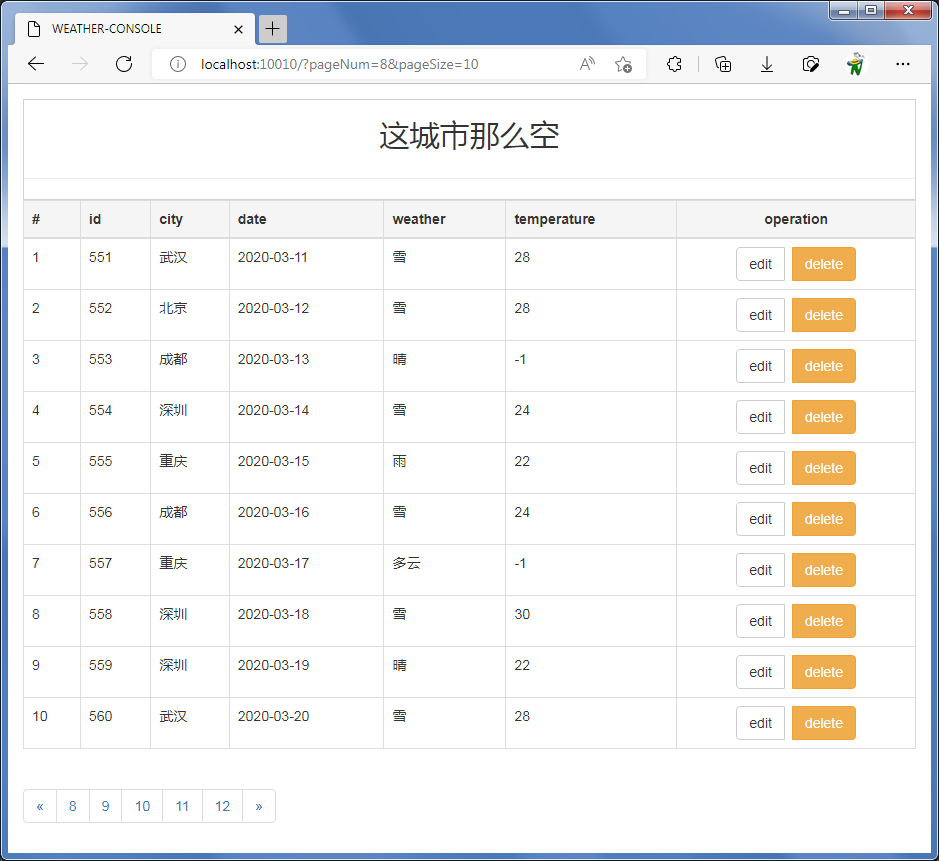 WEATHER-CONSOLE
localhost:10010/?pageNum=8&pageSize=10
这城市那么空
# id city date weather temperature operation
1 551 武汉 2020-03-11 雪 28 edit delete
2 552 北京 2020-03-12 雪 28 edit delete
3 553 成都 2020-03-13 晴 -1 edit delete
4 554 深圳 2020-03-14 雪 24 edit delete
5 555 重庆 2020-03-15 雨 22 edit delete
6 556 成都 2020-03-16 雪 24 edit delete
7 557 重庆 2020-03-17 多云 -1 edit delete
8 558 深圳 2020-03-18 雪 30 edit delete
9 559 深圳 2020-03-19 晴 22 edit delete
10 560 武汉 2020-03-20 雪 28 edit delete
« 8 9 10 11 12 »